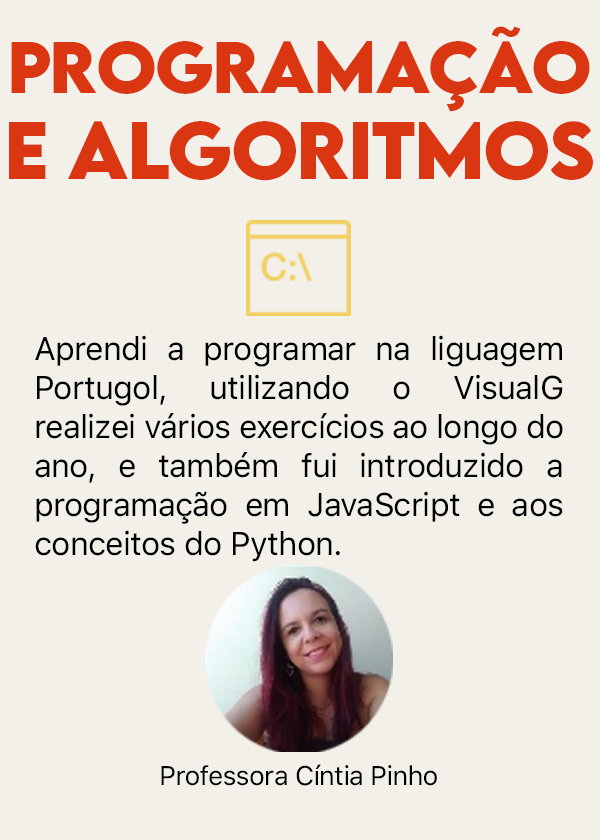 PROGRAMAÇÃO
E ALGORITMOS
C:\
Aprendi a programar na liguagem
Portugol, utilizando o VisualG
realizei vários exercícios ao longo do
ano, e também fui introduzido a
programação em JavaScript e aos
conceitos do Python.
Professora Cíntia Pinho